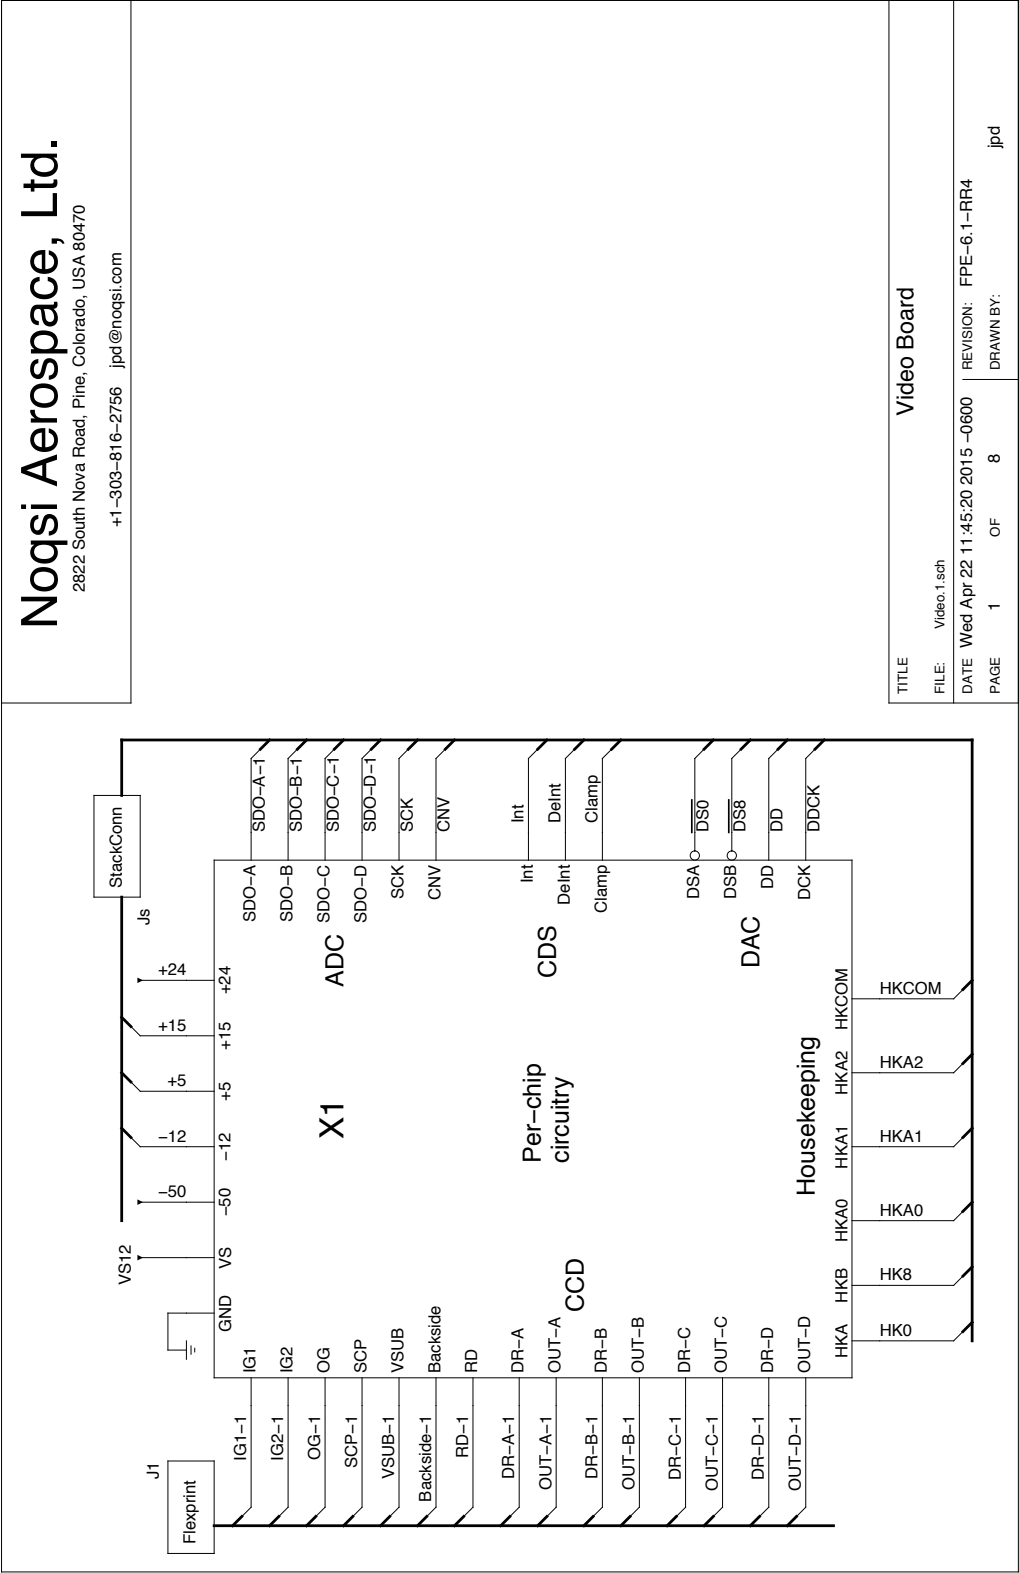 Noqsi Aerospace, Ltd.
2822 South Nova Road, Pine, Colorado, USA 80470
+1−303−816−2756 jpd@noqsi.com
J1
Flexprint
IG1−1
IG2−1
OG−1
SCP−1
VSUB−1
Backside−1
RD−1
DR−A−1
OUT−A−1
DR−B−1
OUT−B−1
DR−C−1
OUT−C−1
DR−D−1
OUT−D−1
IG1
IG2
OG
SCP
VSUB
Backside
RD
DR−A
OUT−A
DR−B
OUT−B
DR−C
OUT−C
DR−D
OUT−D
CCD
VS12
−50
−12
+5
+15
+24
GND
VS
−50
−12
+5
+15
+24
X1
Per−chip
circuitry
Housekeeping
ADC
CDS
DAC
Js
StackConn
SDO−A
SDO−B
SDO−C
SDO−D
SCK
CNV
Int
DeInt
Clamp
DSA
DSB
DD
DCK
SDO−A−1
SDO−B−1
SDO−C−1
SDO−D−1
SCK
CNV
Int
DeInt
Clamp
DS0
DS8
DD
DDCK
HKA
HKB
HKA0
HKA1
HKA2
HKCOM
HK0
HK8
HKA0
HKA1
HKA2
HKCOM
TITLE
Video Board
FILE: Video.1.sch
DATE Wed Apr 22 11:45:20 2015 −0600
REVISION: FPE−6.1−RR4
PAGE 1 OF 8
DRAWN BY: jpd